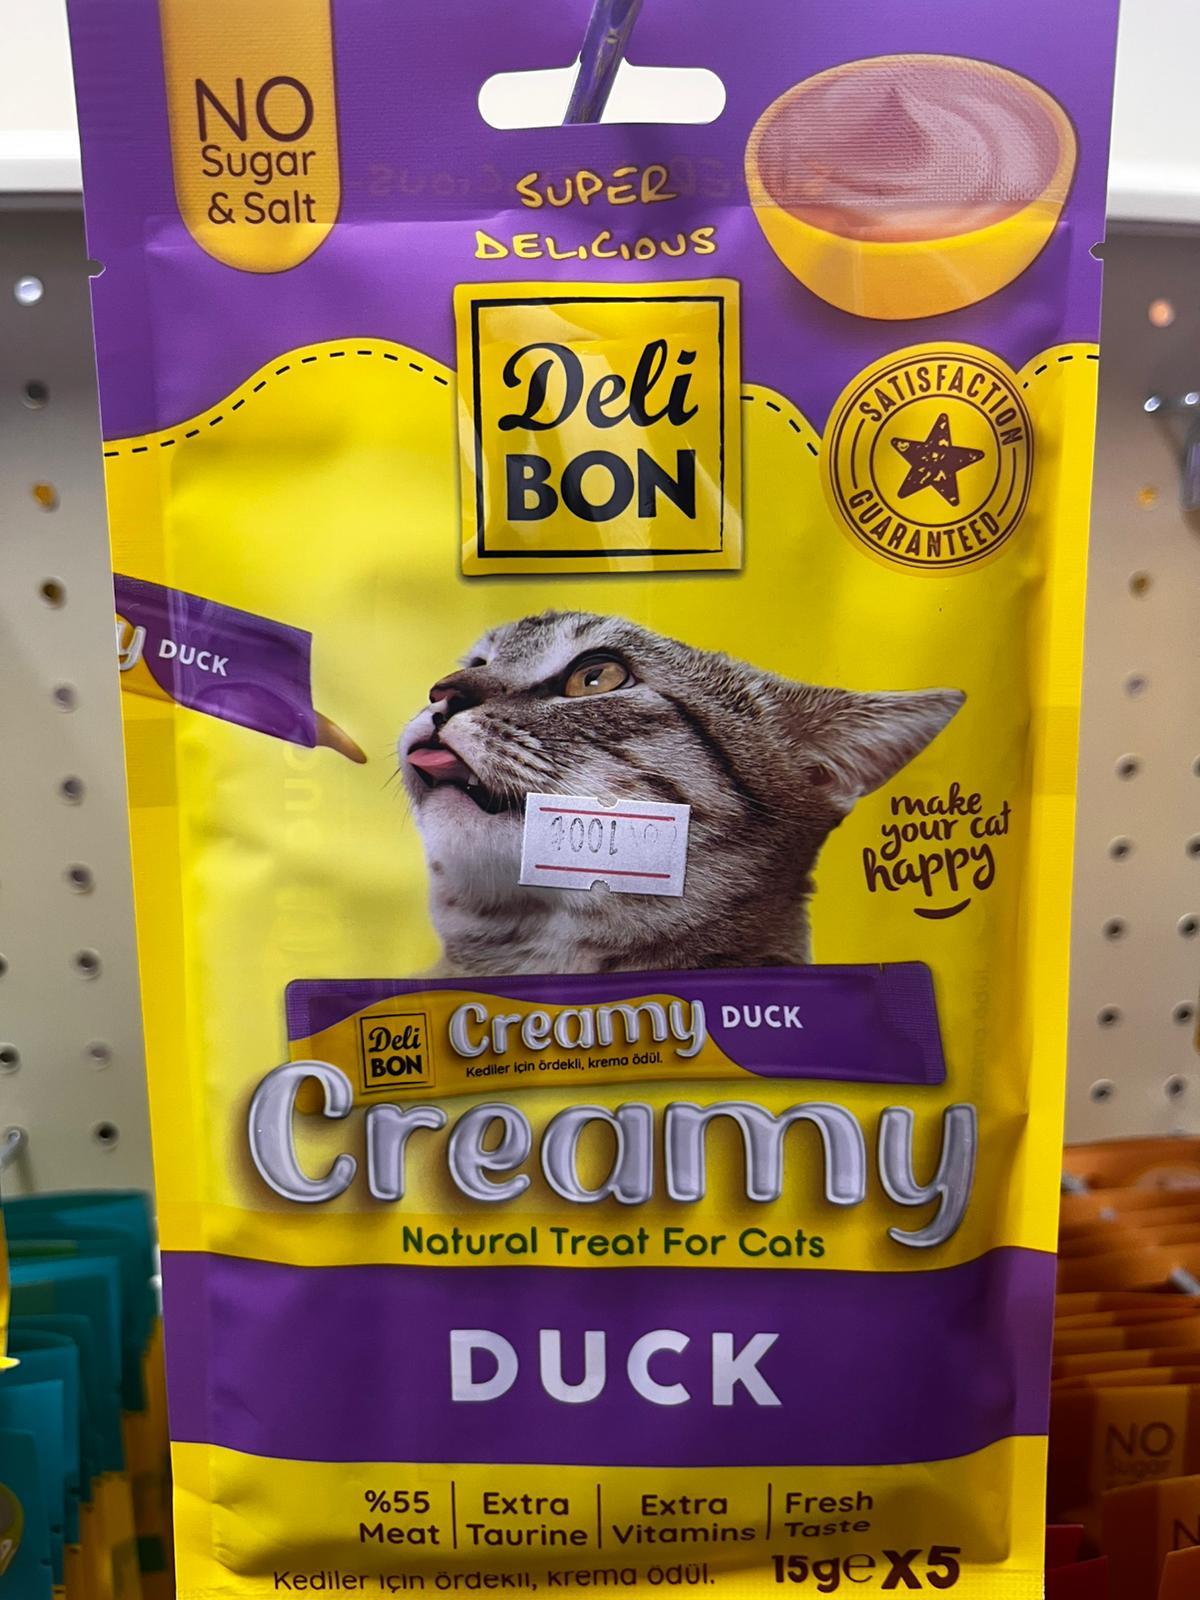 NO
Sugar
& Salt
SUPER
DELICIOUS
Deli
BON
SATISFACTION
GUARANTEED
y DUCK
make
your cat
happy
Deli
BON
Creamy DUCK
Kediler için ördekli, krema ödül.
Creamy
Natural Treat For Cats
DUCK
%55
Meat
Extra
Taurine
Extra
Vitamins
Fresh
Taste
Kediler için ördekli, krema ödül.
15g e X5
NO
Sugar